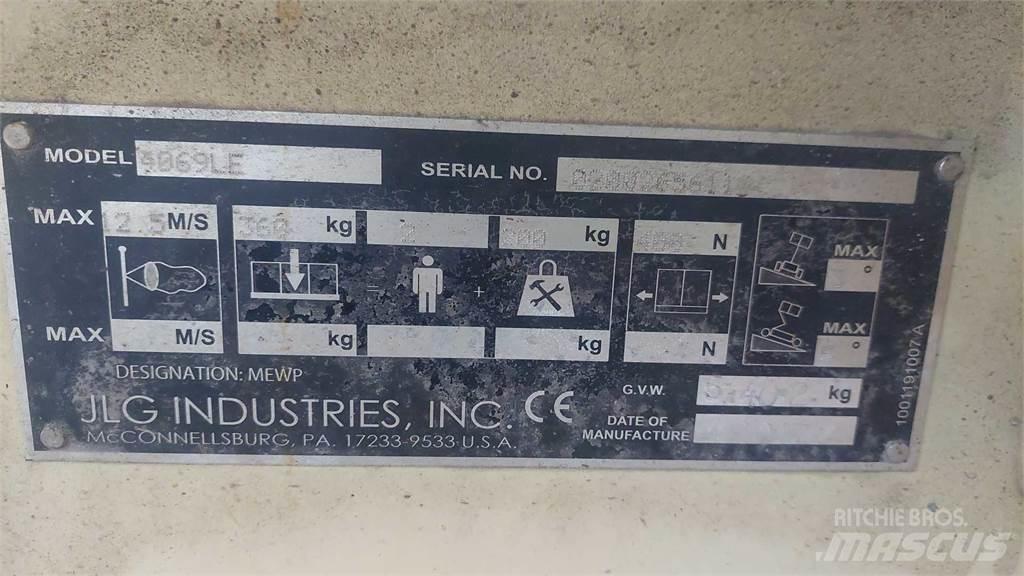 MODEL 4069LE
SERIAL NO.
MAX 12.5 M/S 360 kg 2 kg N
MAX °
MAX °
MAX M/S kg kg N
DESIGNATION: MEWP
G.V.W. kg
JLG INDUSTRIES, INC. CE
DATE OF MANUFACTURE
McCONNELLSBURG, PA. 17233-9533 U.S.A.
1001191007 A
RITCHIE BROS.
MASCUS